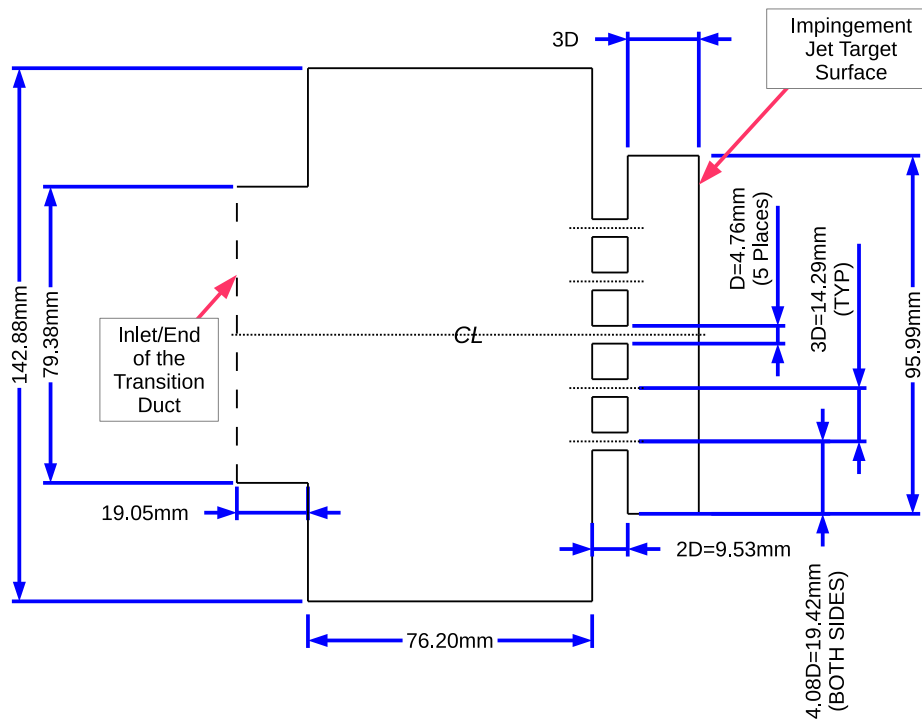 3D
Impingement
Jet Target
Surface
142.88mm
79.38mm
Inlet/End
of the
Transition
Duct
CL
D=4.76mm
(5 Places)
3D=14.29mm
(TYP)
95.99mm
19.05mm
2D=9.53mm
76.20mm
4.08D=19.42mm
(BOTH SIDES)